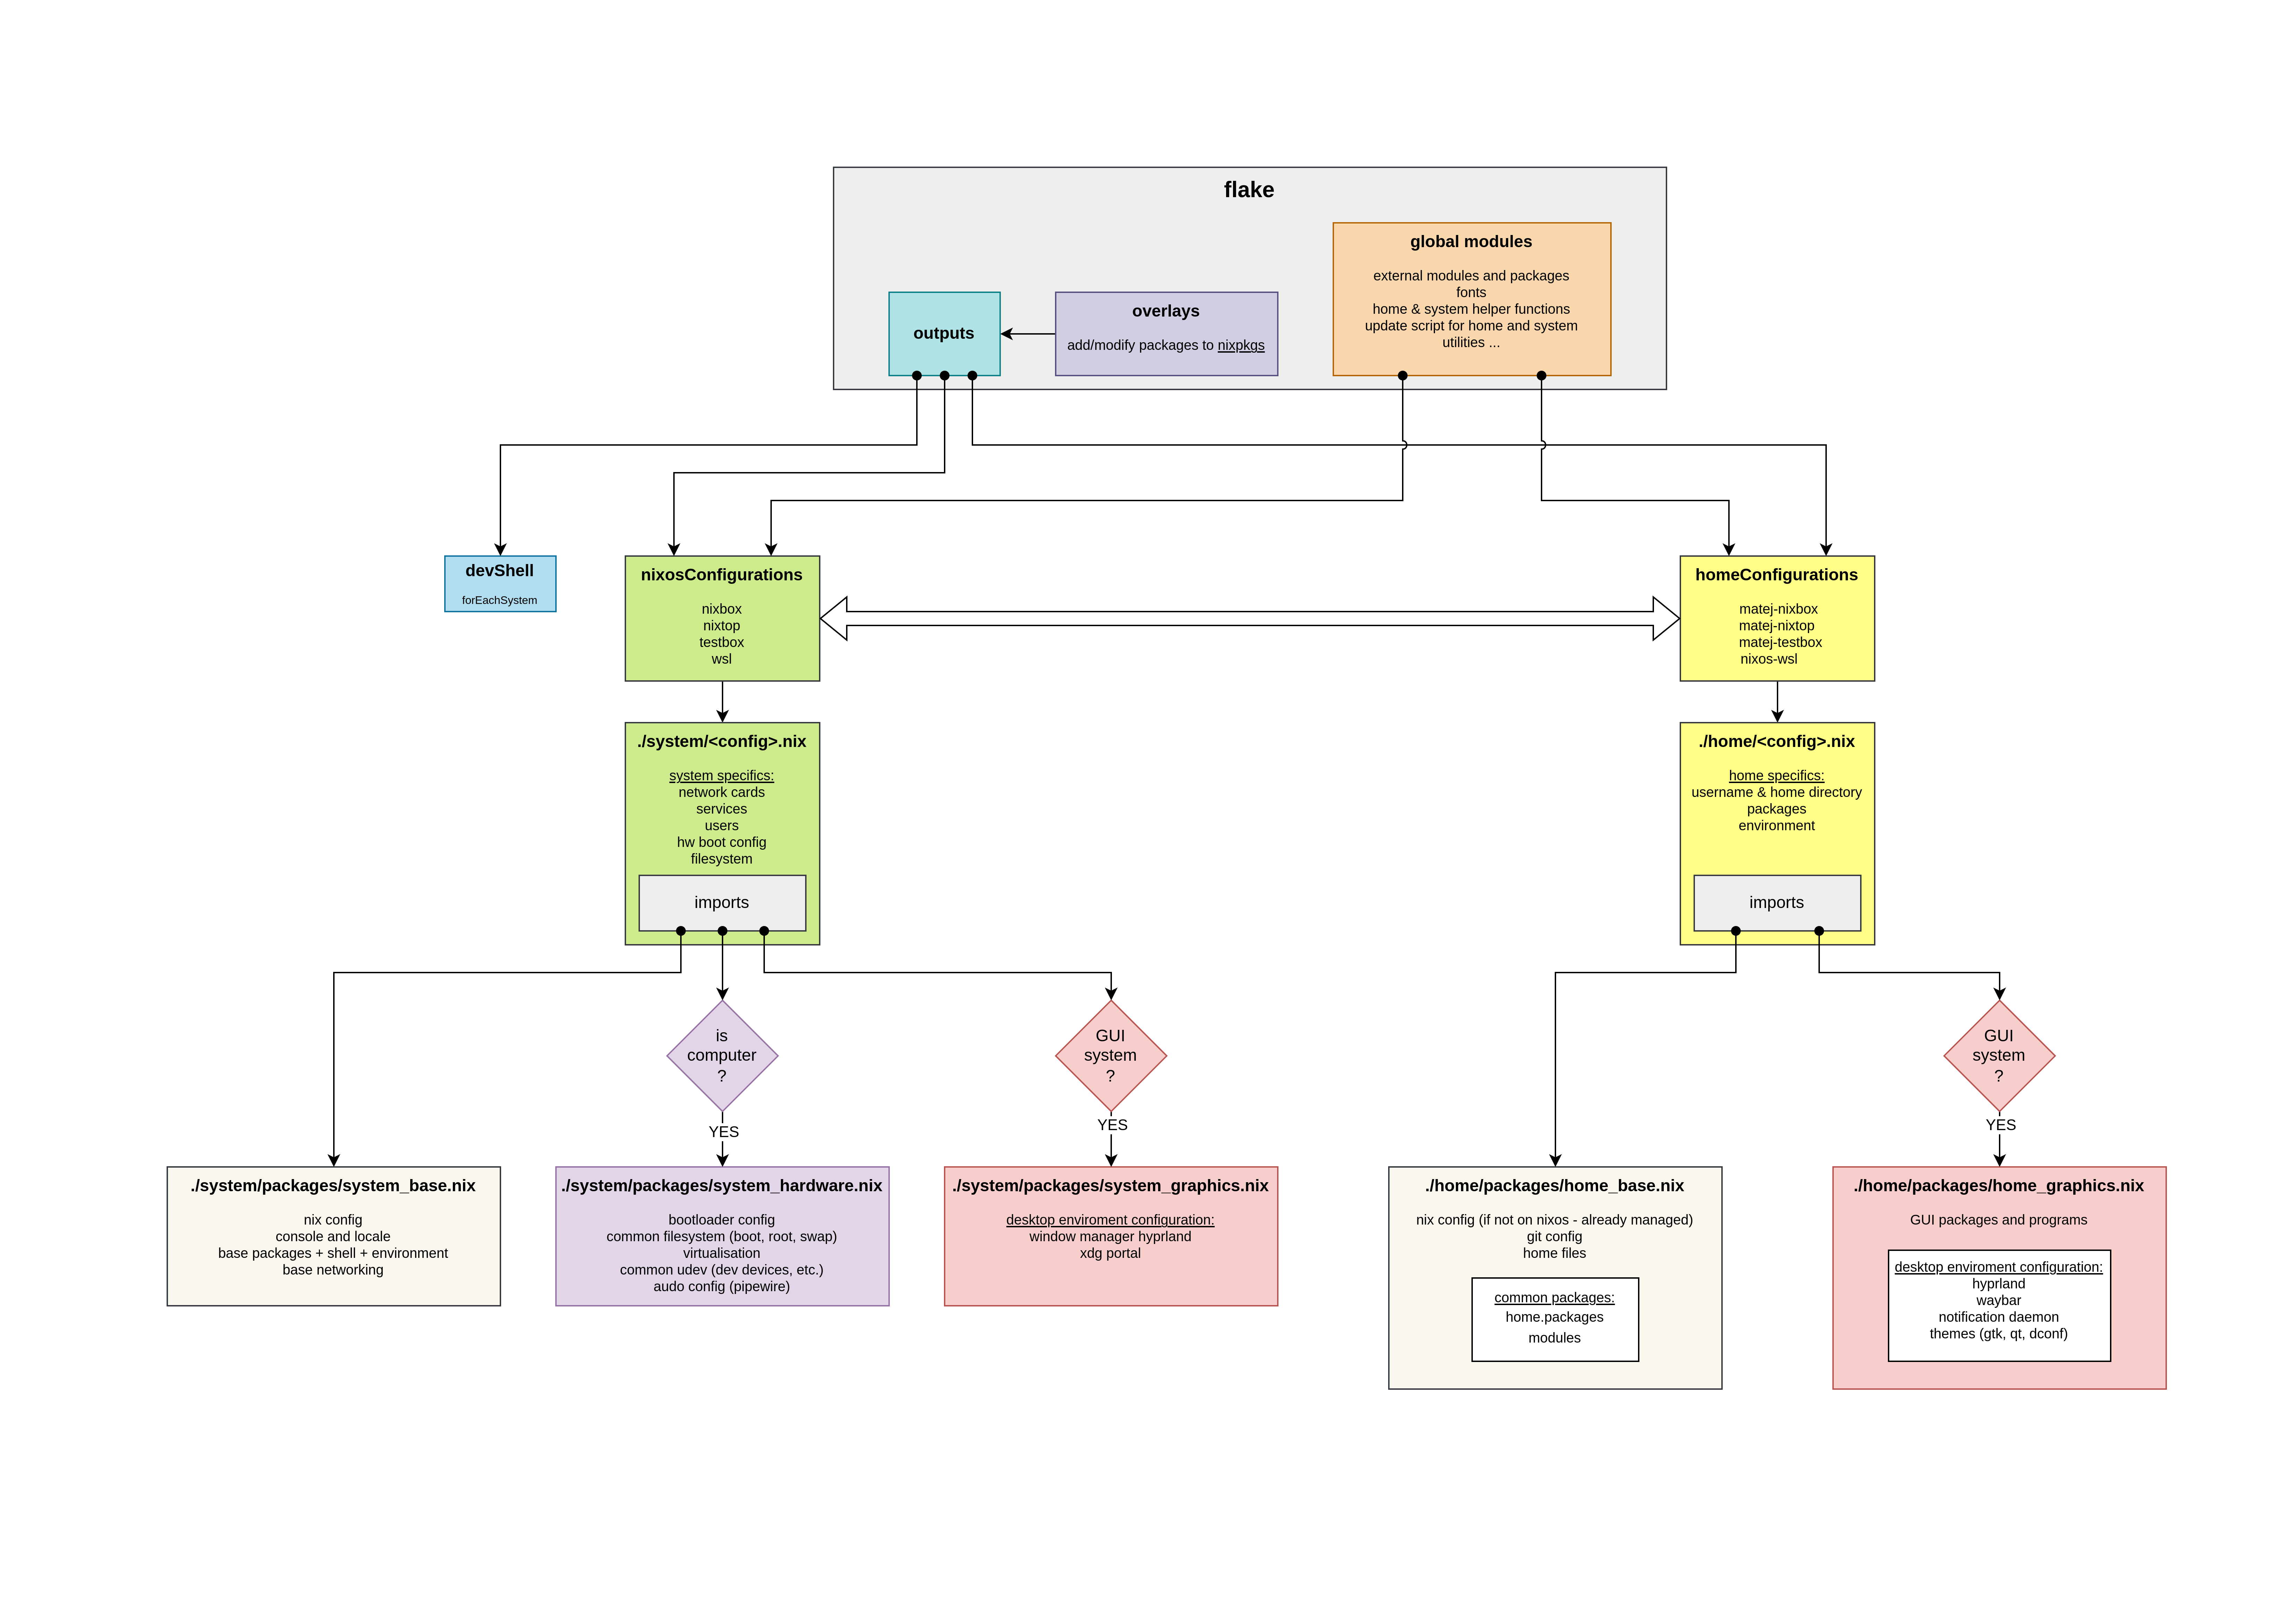 flake
global modules
external modules and packages
fonts
home & system helper functions
update script for home and system
utilities ...
outputs
overlays
add/modify packages to nixpkgs
devShell
forEachSystem
nixosConfigurations
nixbox
nixtop
testbox
wsl
homeConfigurations
matej-nixbox
matej-nixtop
matej-testbox
nixos-wsl
./system/<config>.nix
system specifics:
network cards
services
users
hw boot config
filesystem
imports
./home/<config>.nix
home specifics:
username & home directory
packages
environment
imports
is
computer
?
YES
GUI
system
?
YES
GUI
system
?
YES
./system/packages/system_base.nix
nix config
console and locale
base packages + shell + environment
base networking
./system/packages/system_hardware.nix
bootloader config
common filesystem (boot, root, swap)
virtualisation
common udev (dev devices, etc.)
audo config (pipewire)
./system/packages/system_graphics.nix
desktop enviroment configuration:
window manager hyprland
xdg portal
./home/packages/home_base.nix
nix config (if not on nixos - already managed)
git config
home files
common packages:
home.packages
modules
./home/packages/home_graphics.nix
GUI packages and programs
desktop enviroment configuration:
hyprland
waybar
notification daemon
themes (gtk, qt, dconf)